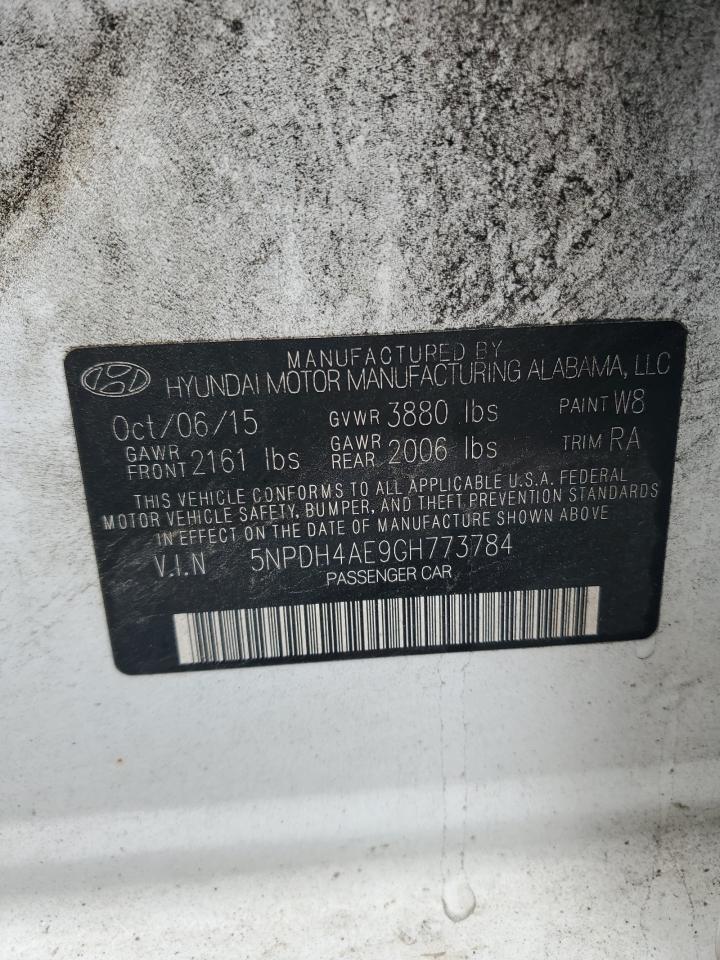 MANUFACTURED BY
HYUNDAI MOTOR MANUFACTURING ALABAMA, LLC
Oct/06/15 GVWR 3880 lbs PAINT W8
GAWR FRONT 2161 lbs GAWR REAR 2006 lbs TRIM RA
THIS VEHICLE CONFORMS TO ALL APPLICABLE U.S.A. FEDERAL
MOTOR VEHICLE SAFETY, BUMPER, AND THEFT PREVENTION STANDARDS
IN EFFECT ON THE DATE OF MANUFACTURE SHOWN ABOVE
V.I.N 5NPDH4AE9GH773784
PASSENGER CAR